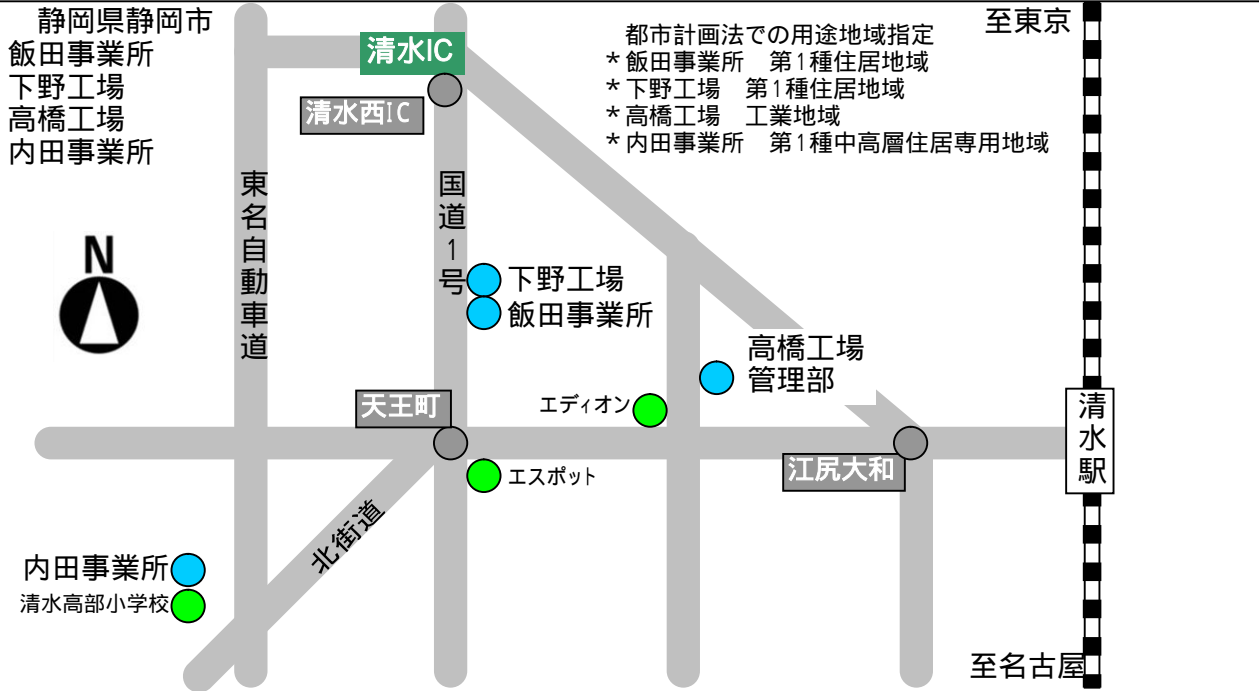 静岡県静岡市
飯田事業所
下野工場
高橋工場
内田事業所
都市計画法での用途地域指定
*飯田事業所　第1種住居地域
*下野工場　第1種住居地域
*高橋工場　工業地域
*内田事業所　第1種中高層住居専用地域
至東京
清水IC
清水西IC
東名自動車道
国道1号
N
下野工場
飯田事業所
高橋工場
管理部
エディオン
天王町
エスポット
江尻大和
清水駅
北街道
内田事業所
清水高部小学校
至名古屋